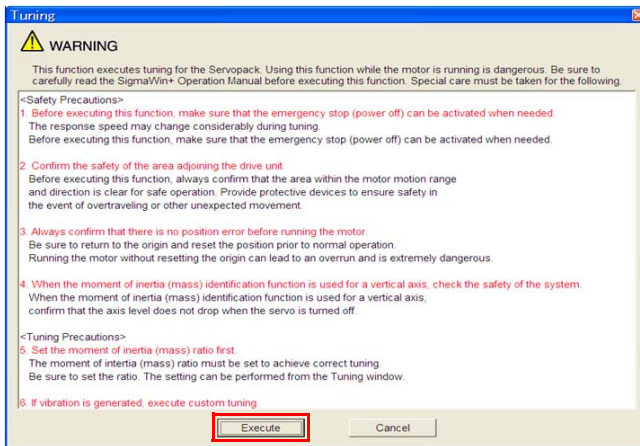 Tuning
WARNING
This function executes tuning for the Servopack. Using this function while the motor is running is dangerous. Be sure to
carefully read the SigmaWin+ Operation Manual before executing this function. Special care must be taken for the following.
<Safety Precautions>
1. Before executing this function, make sure that the emergency stop (power off) can be activated when needed.
The response speed may change considerably during tuning.
Before executing this function, make sure that the emergency stop (power off) can be activated when needed.
2. Confirm the safety of the area adjoining the drive unit.
Before executing this function, always confirm that the area within the motor motion range
and direction is clear for safe operation. Provide protective devices to ensure safety in
the event of overtraveling or other unexpected movement.
3. Always confirm that there is no position error before running the motor.
Be sure to return to the origin and reset the position prior to normal operation.
Running the motor without resetting the origin can lead to an overrun and is extremely dangerous.
4. When the moment of inertia (mass) identification function is used for a vertical axis, check the safety of the system.
When the moment of inertia (mass) identification function is used for a vertical axis,
confirm that the axis level does not drop when the servo is turned off.
<Tuning Precautions>
5. Set the moment of inertia (mass) ratio first.
The moment of intertia (mass) ratio must be set to achieve correct tuning.
Be sure to set the ratio. The setting can be performed from the Tuning window.
6. If vibration is generated, execute custom tuning.
Execute Cancel